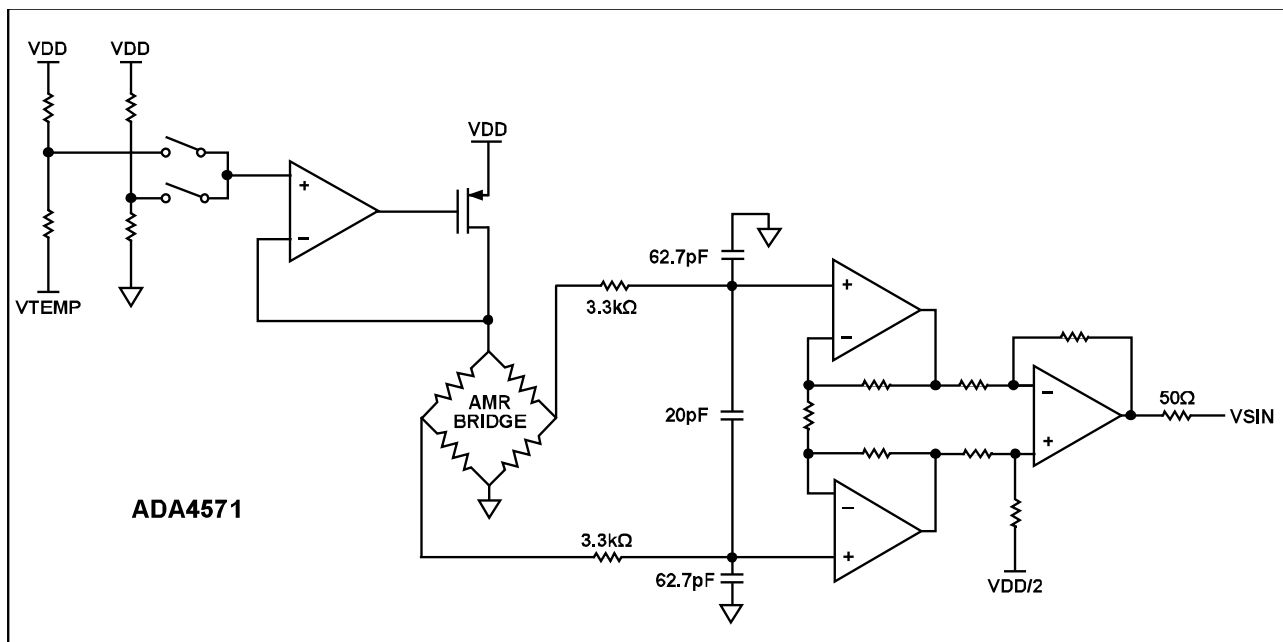 VDD
VDD
VDD
VTEMP
+
−
AMR
BRIDGE
ADA4571
3.3kΩ
3.3kΩ
62.7pF
20pF
62.7pF
+
−
−
+
−
+
50Ω
VSIN
VDD/2